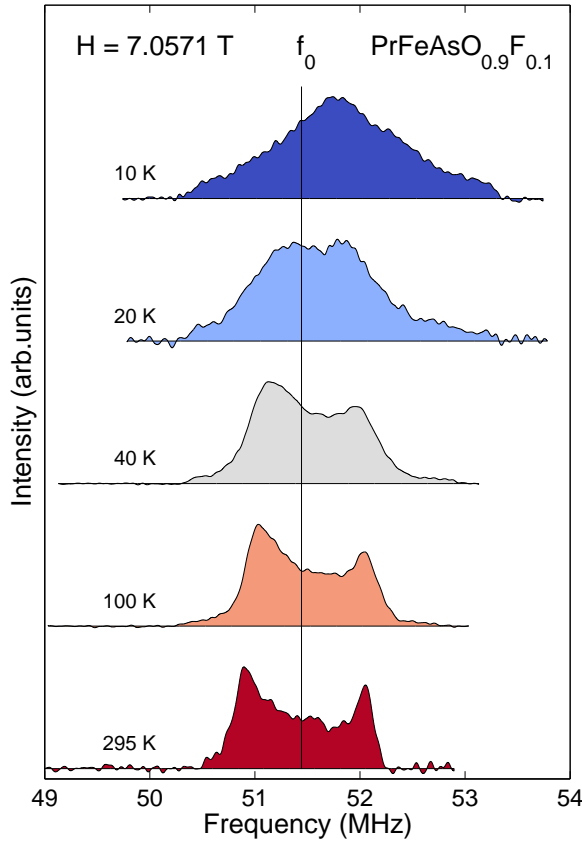 H = 7.0571 T f₀ PrFeAsO₀.₉F₀.₁
10 K
20 K
40 K
100 K
295 K
Intensity (arb.units)
49 50 51 52 53 54
Frequency (MHz)